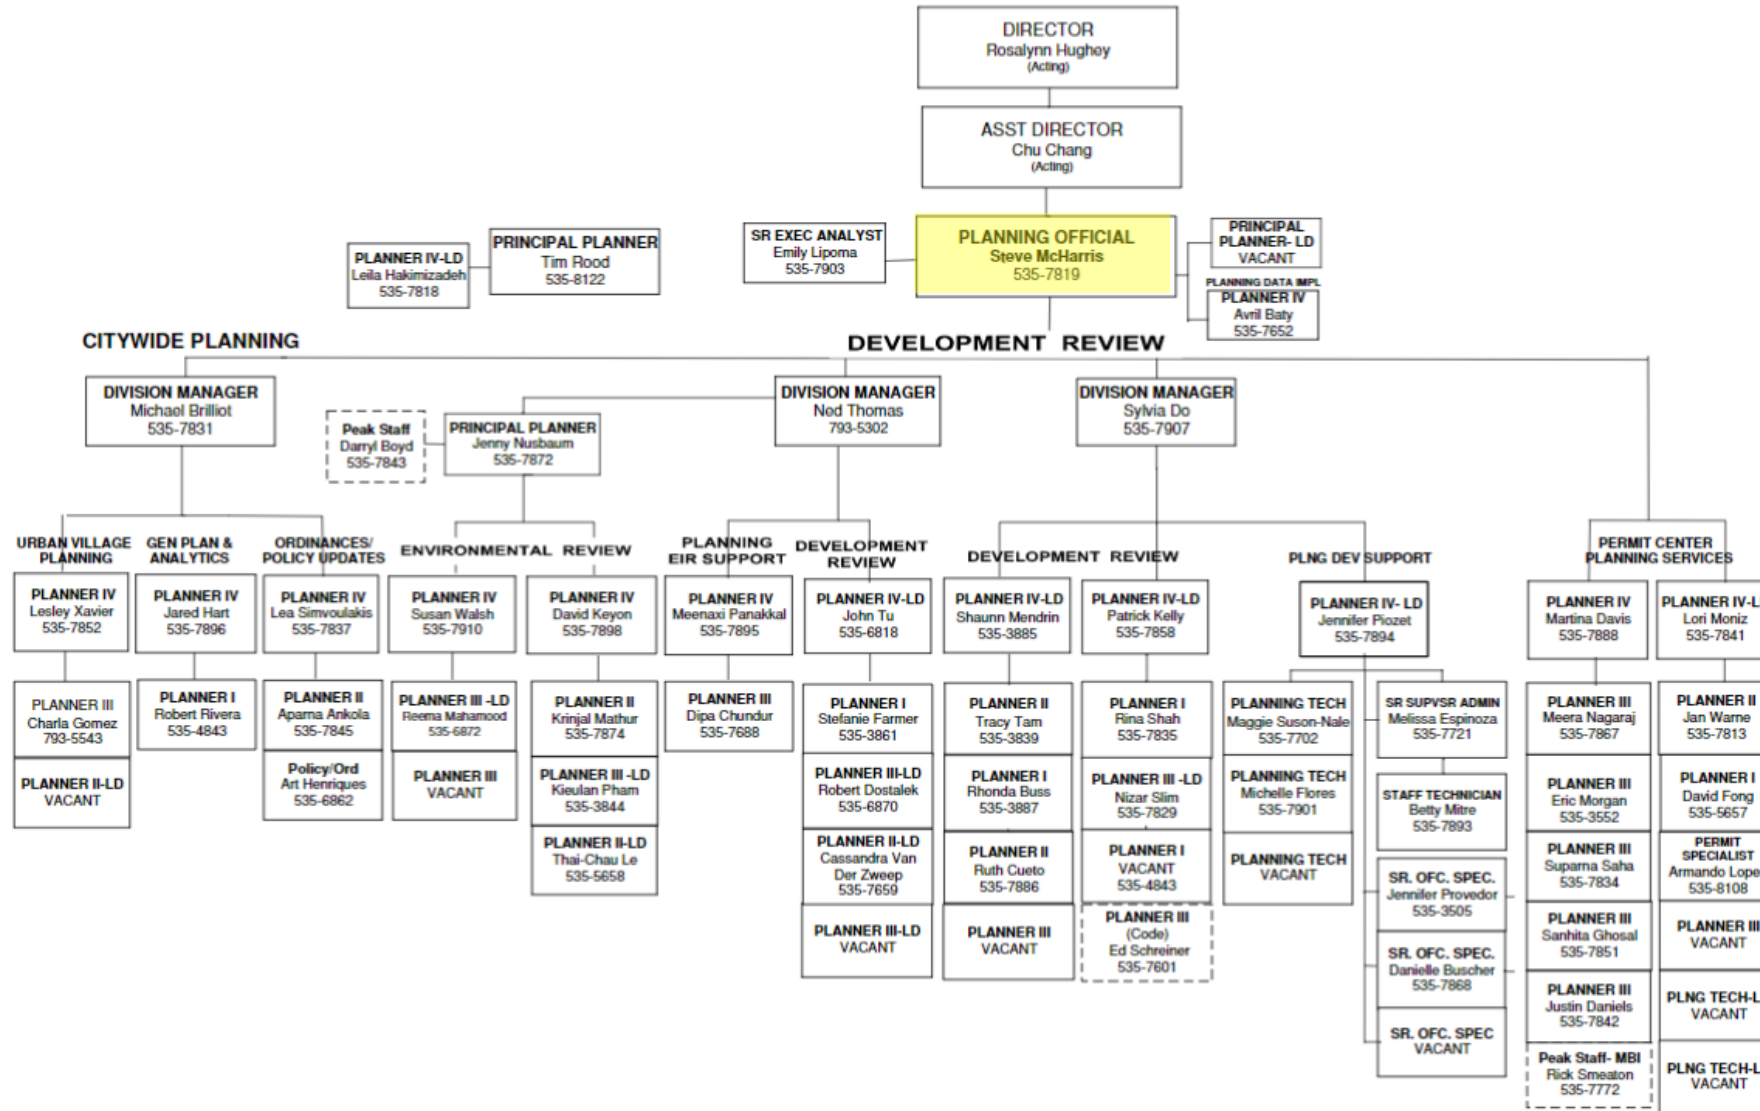 DIRECTOR
Rosalynn Hughey
(Acting)
ASST DIRECTOR
Chu Chang
(Acting)
PLANNER IV-LD
Leila Hakimizadeh
535-7818
PRINCIPAL PLANNER
Tim Rood
535-8122
SR EXEC ANALYST
Emily Lipoma
535-7903
PLANNING OFFICIAL
Steve McHarris
535-7819
PRINCIPAL
PLANNER- LD
VACANT
PLANNING DATA IMPL
PLANNER IV
Avril Baty
535-7652
CITYWIDE PLANNING
DEVELOPMENT REVIEW
DIVISION MANAGER
Michael Brilliot
535-7831
Peak Staff
Darryl Boyd
535-7843
PRINCIPAL PLANNER
Jenny Nusbaum
535-7872
DIVISION MANAGER
Ned Thomas
793-5302
DIVISION MANAGER
Sylvia Do
535-7907
URBAN VILLAGE
PLANNING
GEN PLAN &
ANALYTICS
ORDINANCES/
POLICY UPDATES
ENVIRONMENTAL REVIEW
PLANNING
EIR SUPPORT
DEVELOPMENT
REVIEW
DEVELOPMENT REVIEW
PLNG DEV SUPPORT
PERMIT CENTER
PLANNING SERVICES
PLANNER IV
Lesley Xavier
535-7852
PLANNER IV
Jared Hart
535-7896
PLANNER IV
Lea Simvoulakis
535-7837
PLANNER IV
Susan Walsh
535-7910
PLANNER IV
David Keyon
535-7898
PLANNER IV
Meenaxi Panakkal
535-7895
PLANNER IV-LD
John Tu
535-6818
PLANNER IV-LD
Shaunn Mendrin
535-3885
PLANNER IV-LD
Patrick Kelly
535-7858
PLANNER IV- LD
Jennifer Piozet
535-7894
PLANNER IV
Martina Davis
535-7888
PLANNER IV-L
Lori Moniz
535-7841
PLANNER III
Charla Gomez
793-5543
PLANNER II-LD
VACANT
PLANNER I
Robert Rivera
535-4843
PLANNER II
Aparna Ankola
535-7845
Policy/Ord
Art Henriques
535-6862
PLANNER III -LD
Reema Mahamood
535-6872
PLANNER III
VACANT
PLANNER II
Krinjal Mathur
535-7874
PLANNER III -LD
Kieulan Pham
535-3844
PLANNER II-LD
Thai-Chau Le
535-5658
PLANNER III
Dipa Chundur
535-7688
PLANNER I
Stefanie Farmer
535-3861
PLANNER III-LD
Robert Dostalek
535-6870
PLANNER II-LD
Cassandra Van
Der Zweep
535-7659
PLANNER III-LD
VACANT
PLANNER II
Tracy Tam
535-3839
PLANNER I
Rhonda Buss
535-3887
PLANNER II
Ruth Cueto
535-7886
PLANNER III
VACANT
PLANNER I
Rina Shah
535-7835
PLANNER III -LD
Nizar Slim
535-7829
PLANNER I
VACANT
535-4843
PLANNER III
(Code)
Ed Schreiner
535-7601
PLANNING TECH
Maggie Suson-Nale
535-7702
PLANNING TECH
Michelle Flores
535-7901
PLANNING TECH
VACANT
SR SUPVSR ADMIN
Melissa Espinoza
535-7721
STAFF TECHNICIAN
Betty Mitre
535-7893
SR. OFC. SPEC.
Jennifer Provedor
535-3505
SR. OFC. SPEC.
Danielle Buscher
535-7868
SR. OFC. SPEC
VACANT
PLANNER III
Meera Nagaraj
535-7867
PLANNER III
Eric Morgan
535-3552
PLANNER III
Suparna Saha
535-7834
PLANNER III
Sanhita Ghosal
535-7851
PLANNER III
Justin Daniels
535-7842
Peak Staff- MBI
Rick Smeaton
535-7772
PLANNER II
Jan Warne
535-7813
PLANNER I
David Fong
535-5657
PERMIT
SPECIALIST
Armando Lope
535-8108
PLANNER III
VACANT
PLNG TECH-L
VACANT
PLNG TECH-L
VACANT